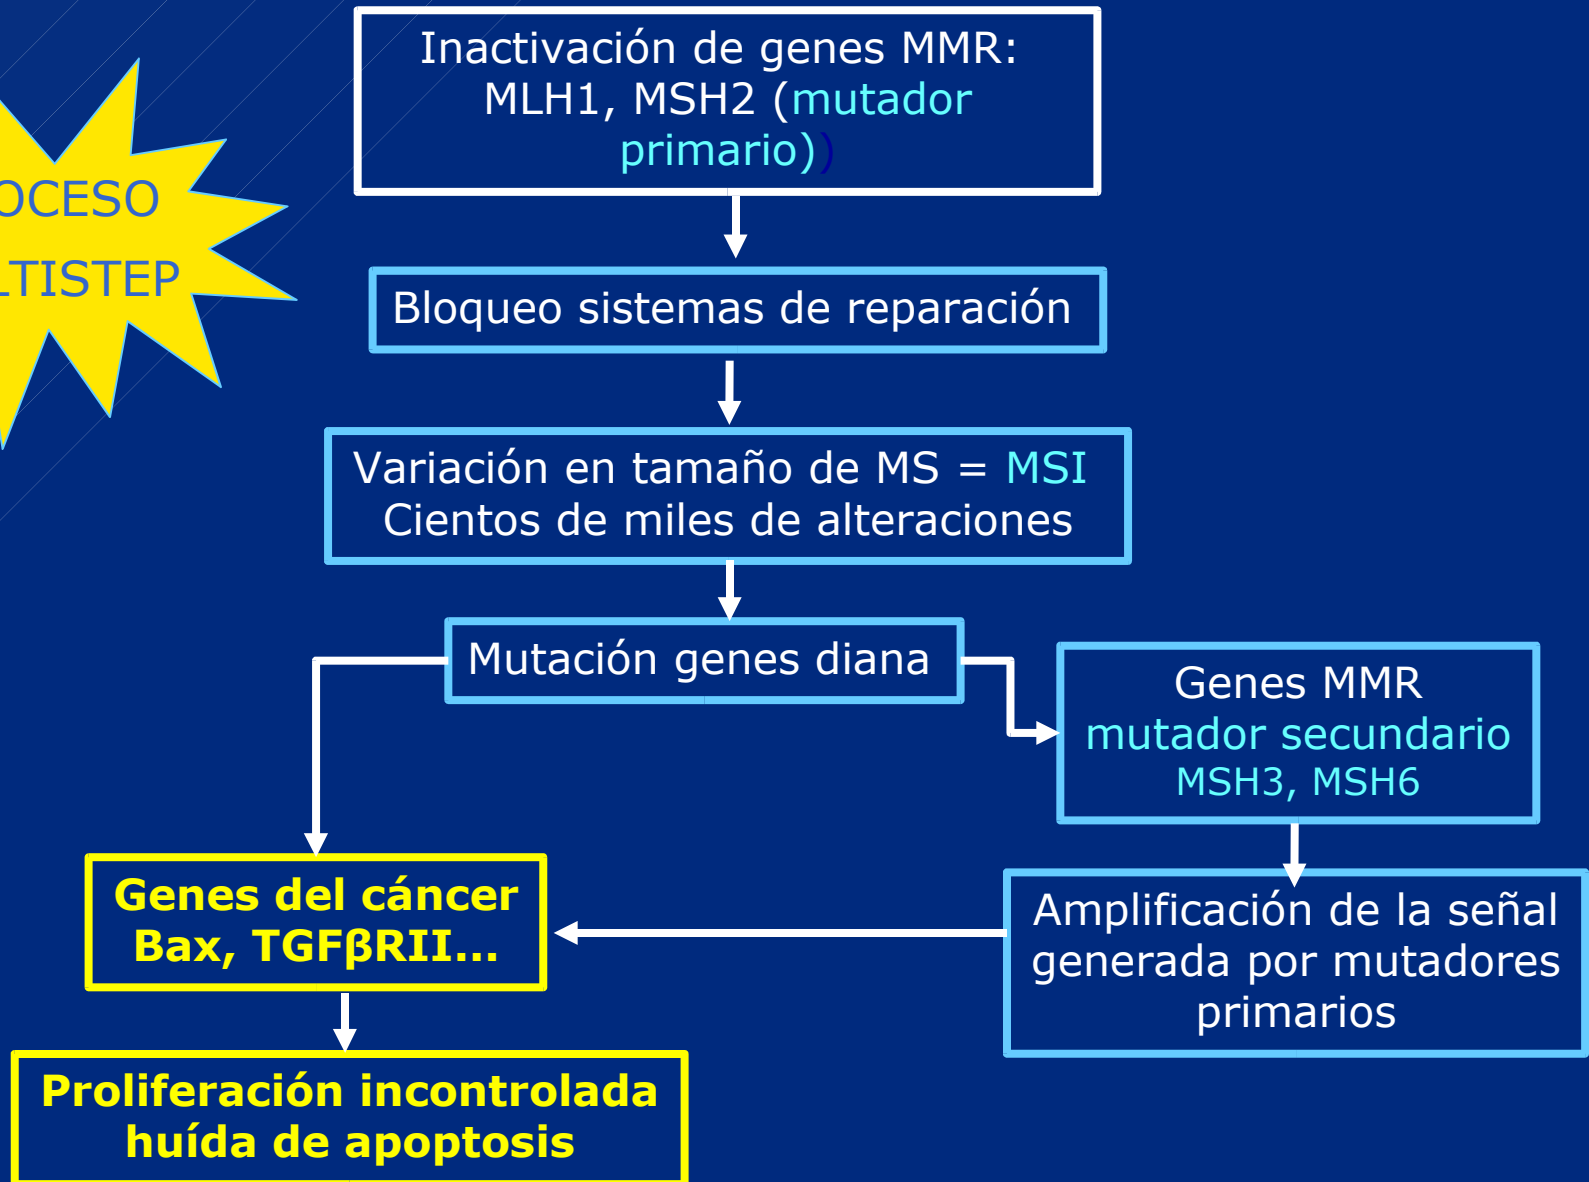 Inactivación de genes MMR:
MLH1, MSH2 (mutador
primario))
OCESO
LTISTEP
Bloqueo sistemas de reparación
Variación en tamaño de MS = MSI
Cientos de miles de alteraciones
Mutación genes diana
Genes MMR
mutador secundario
MSH3, MSH6
Genes del cáncer
Bax, TGFβRII...
Amplificación de la señal
generada por mutadores
primarios
Proliferación incontrolada
huída de apoptosis